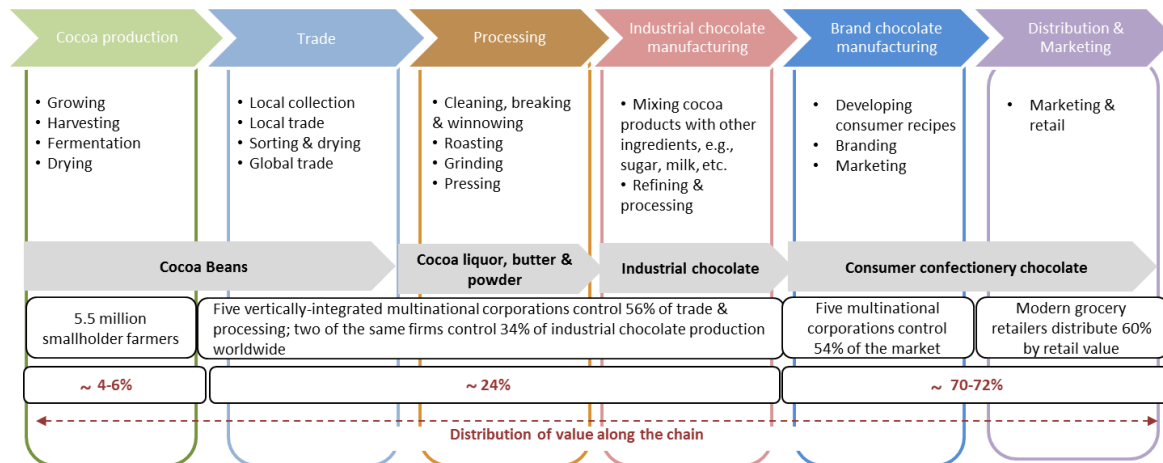 Cocoa production
Trade
Processing
Industrial chocolate
manufacturing
Brand chocolate
manufacturing
Distribution &
Marketing
• Growing
• Harvesting
• Fermentation
• Drying
• Local collection
• Local trade
• Sorting & drying
• Global trade
• Cleaning, breaking
& winnowing
• Roasting
• Grinding
• Pressing
• Mixing cocoa
products with other
ingredients, e.g.,
sugar, milk, etc.
• Refining &
processing
• Developing
consumer recipes
• Branding
• Marketing
• Marketing &
retail
Cocoa Beans
Cocoa liquor, butter &
powder
Industrial chocolate
Consumer confectionery chocolate
5.5 million
smallholder farmers
Five vertically-integrated multinational corporations control 56% of trade &
processing; two of the same firms control 34% of industrial chocolate production
worldwide
Five multinational
corporations control
54% of the market
Modern grocery
retailers distribute 60%
by retail value
~ 4-6%
~ 24%
~ 70-72%
Distribution of value along the chain